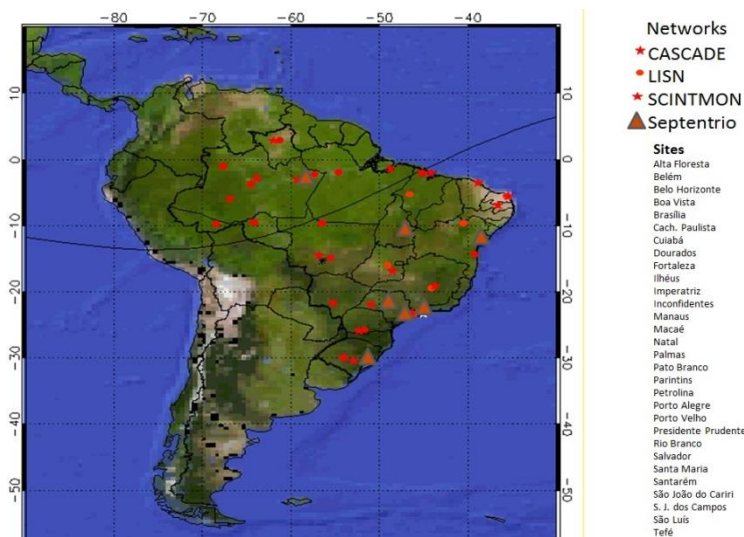 −80 −70 −60 −50 −40
10 10
0 0
−10 −10
−20 −20
−30 −30
−40 −40
−50 −50
Networks
CASCADE
LISN
SCINTMON
Septentrio
Sites
Alta Floresta
Belém
Belo Horizonte
Boa Vista
Brasília
Cach. Paulista
Cuiabá
Dourados
Fortaleza
Ilhéus
Imperatriz
Inconfidentes
Manaus
Macaé
Natal
Palmas
Pato Branco
Parintins
Petrolina
Porto Alegre
Porto Velho
Presidente Prudente
Rio Branco
Salvador
Santa Maria
Santarém
São João do Cariri
S. J. dos Campos
São Luís
Tefé